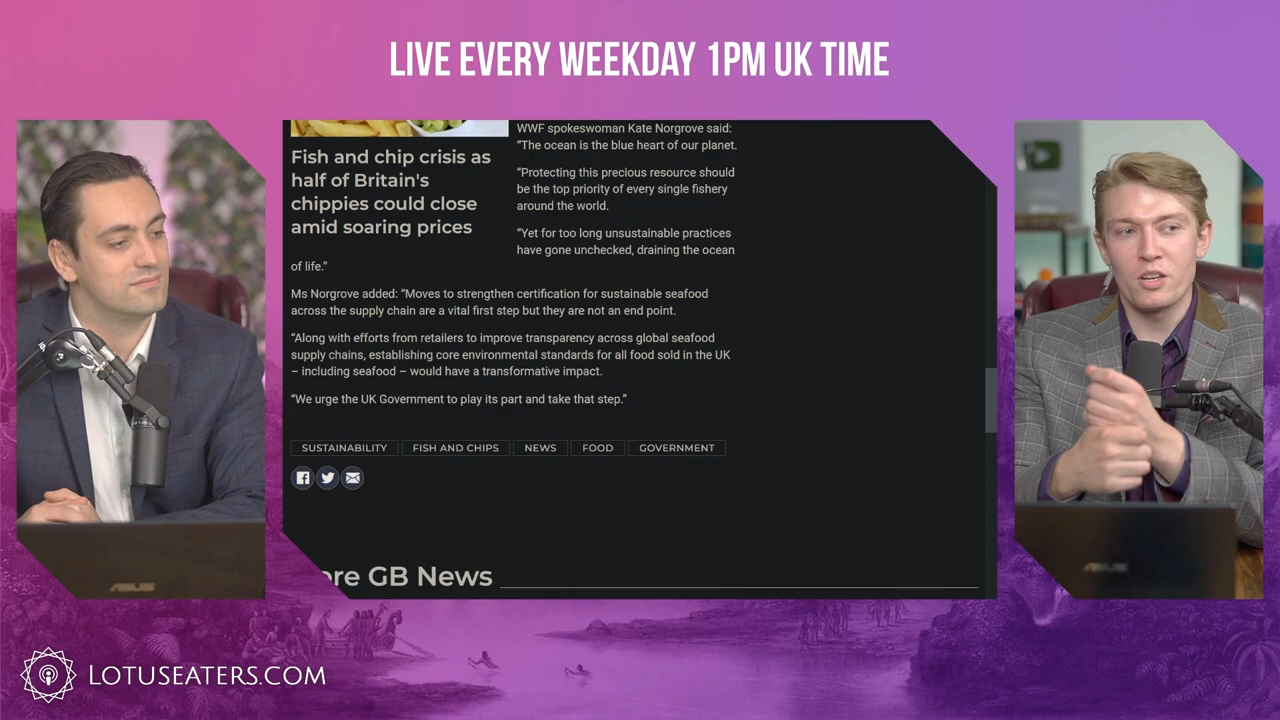 LIVE EVERY WEEKDAY 1PM UK TIME
Fish and chip crisis as
half of Britain's
chippies could close
amid soaring prices
WWF spokeswoman Kate Norgrove said:
“The ocean is the blue heart of our planet.
“Protecting this precious resource should
be the top priority of every single fishery
around the world.
“Yet for too long unsustainable practices
have gone unchecked, draining the ocean
of life.”
Ms Norgrove added: “Moves to strengthen certification for sustainable seafood
across the supply chain are a vital first step but they are not an end point.
“Along with efforts from retailers to improve transparency across global seafood
supply chains, establishing core environmental standards for all food sold in the UK
– including seafood – would have a transformative impact.
“We urge the UK Government to play its part and take that step.”
SUSTAINABILITY FISH AND CHIPS NEWS FOOD GOVERNMENT
ore GB News
ASUS
ASUS
LOTUSEATERS.COM